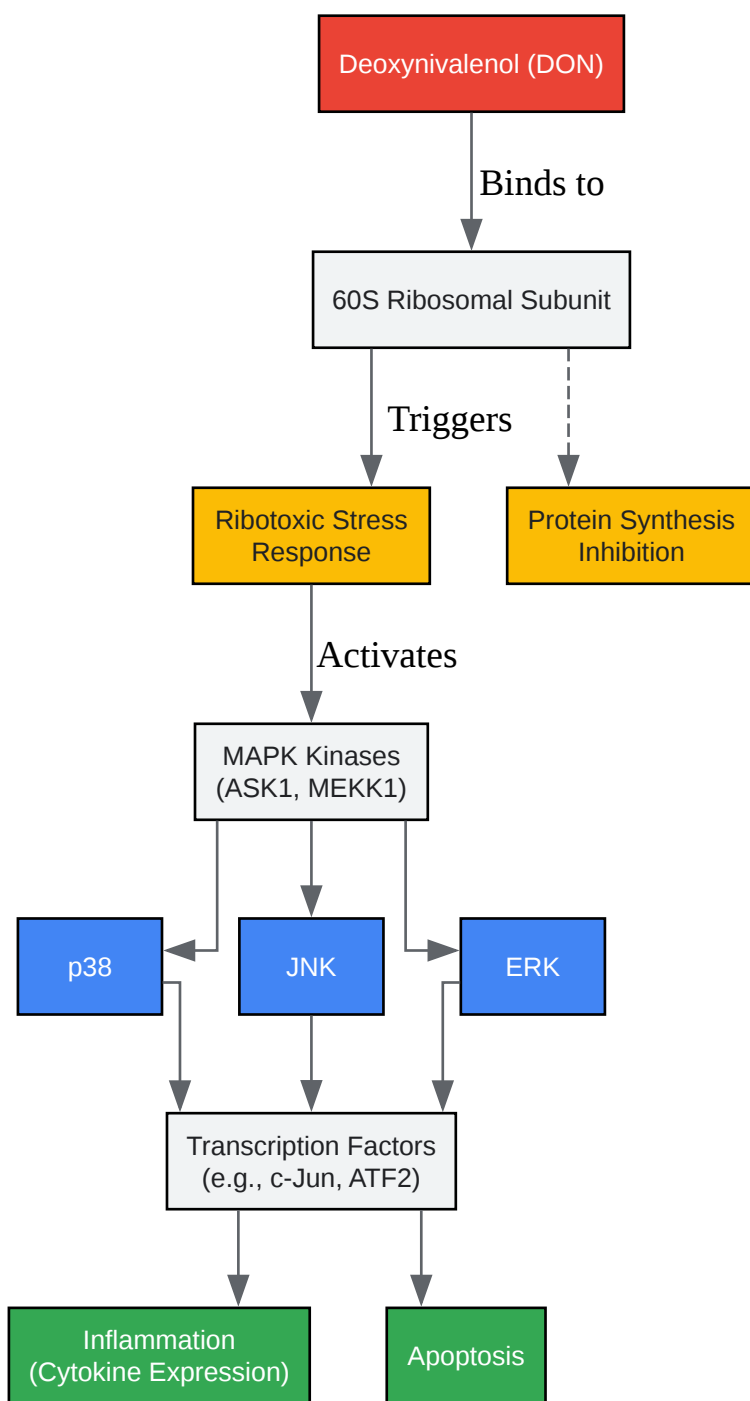 Deoxynivalenol (DON)
Binds to
60S Ribosomal Subunit
Triggers
Ribotoxic Stress
Response
Protein Synthesis
Inhibition
Activates
MAPK Kinases
(ASK1, MEKK1)
p38
JNK
ERK
Transcription Factors
(e.g., c-Jun, ATF2)
Inflammation
(Cytokine Expression)
Apoptosis